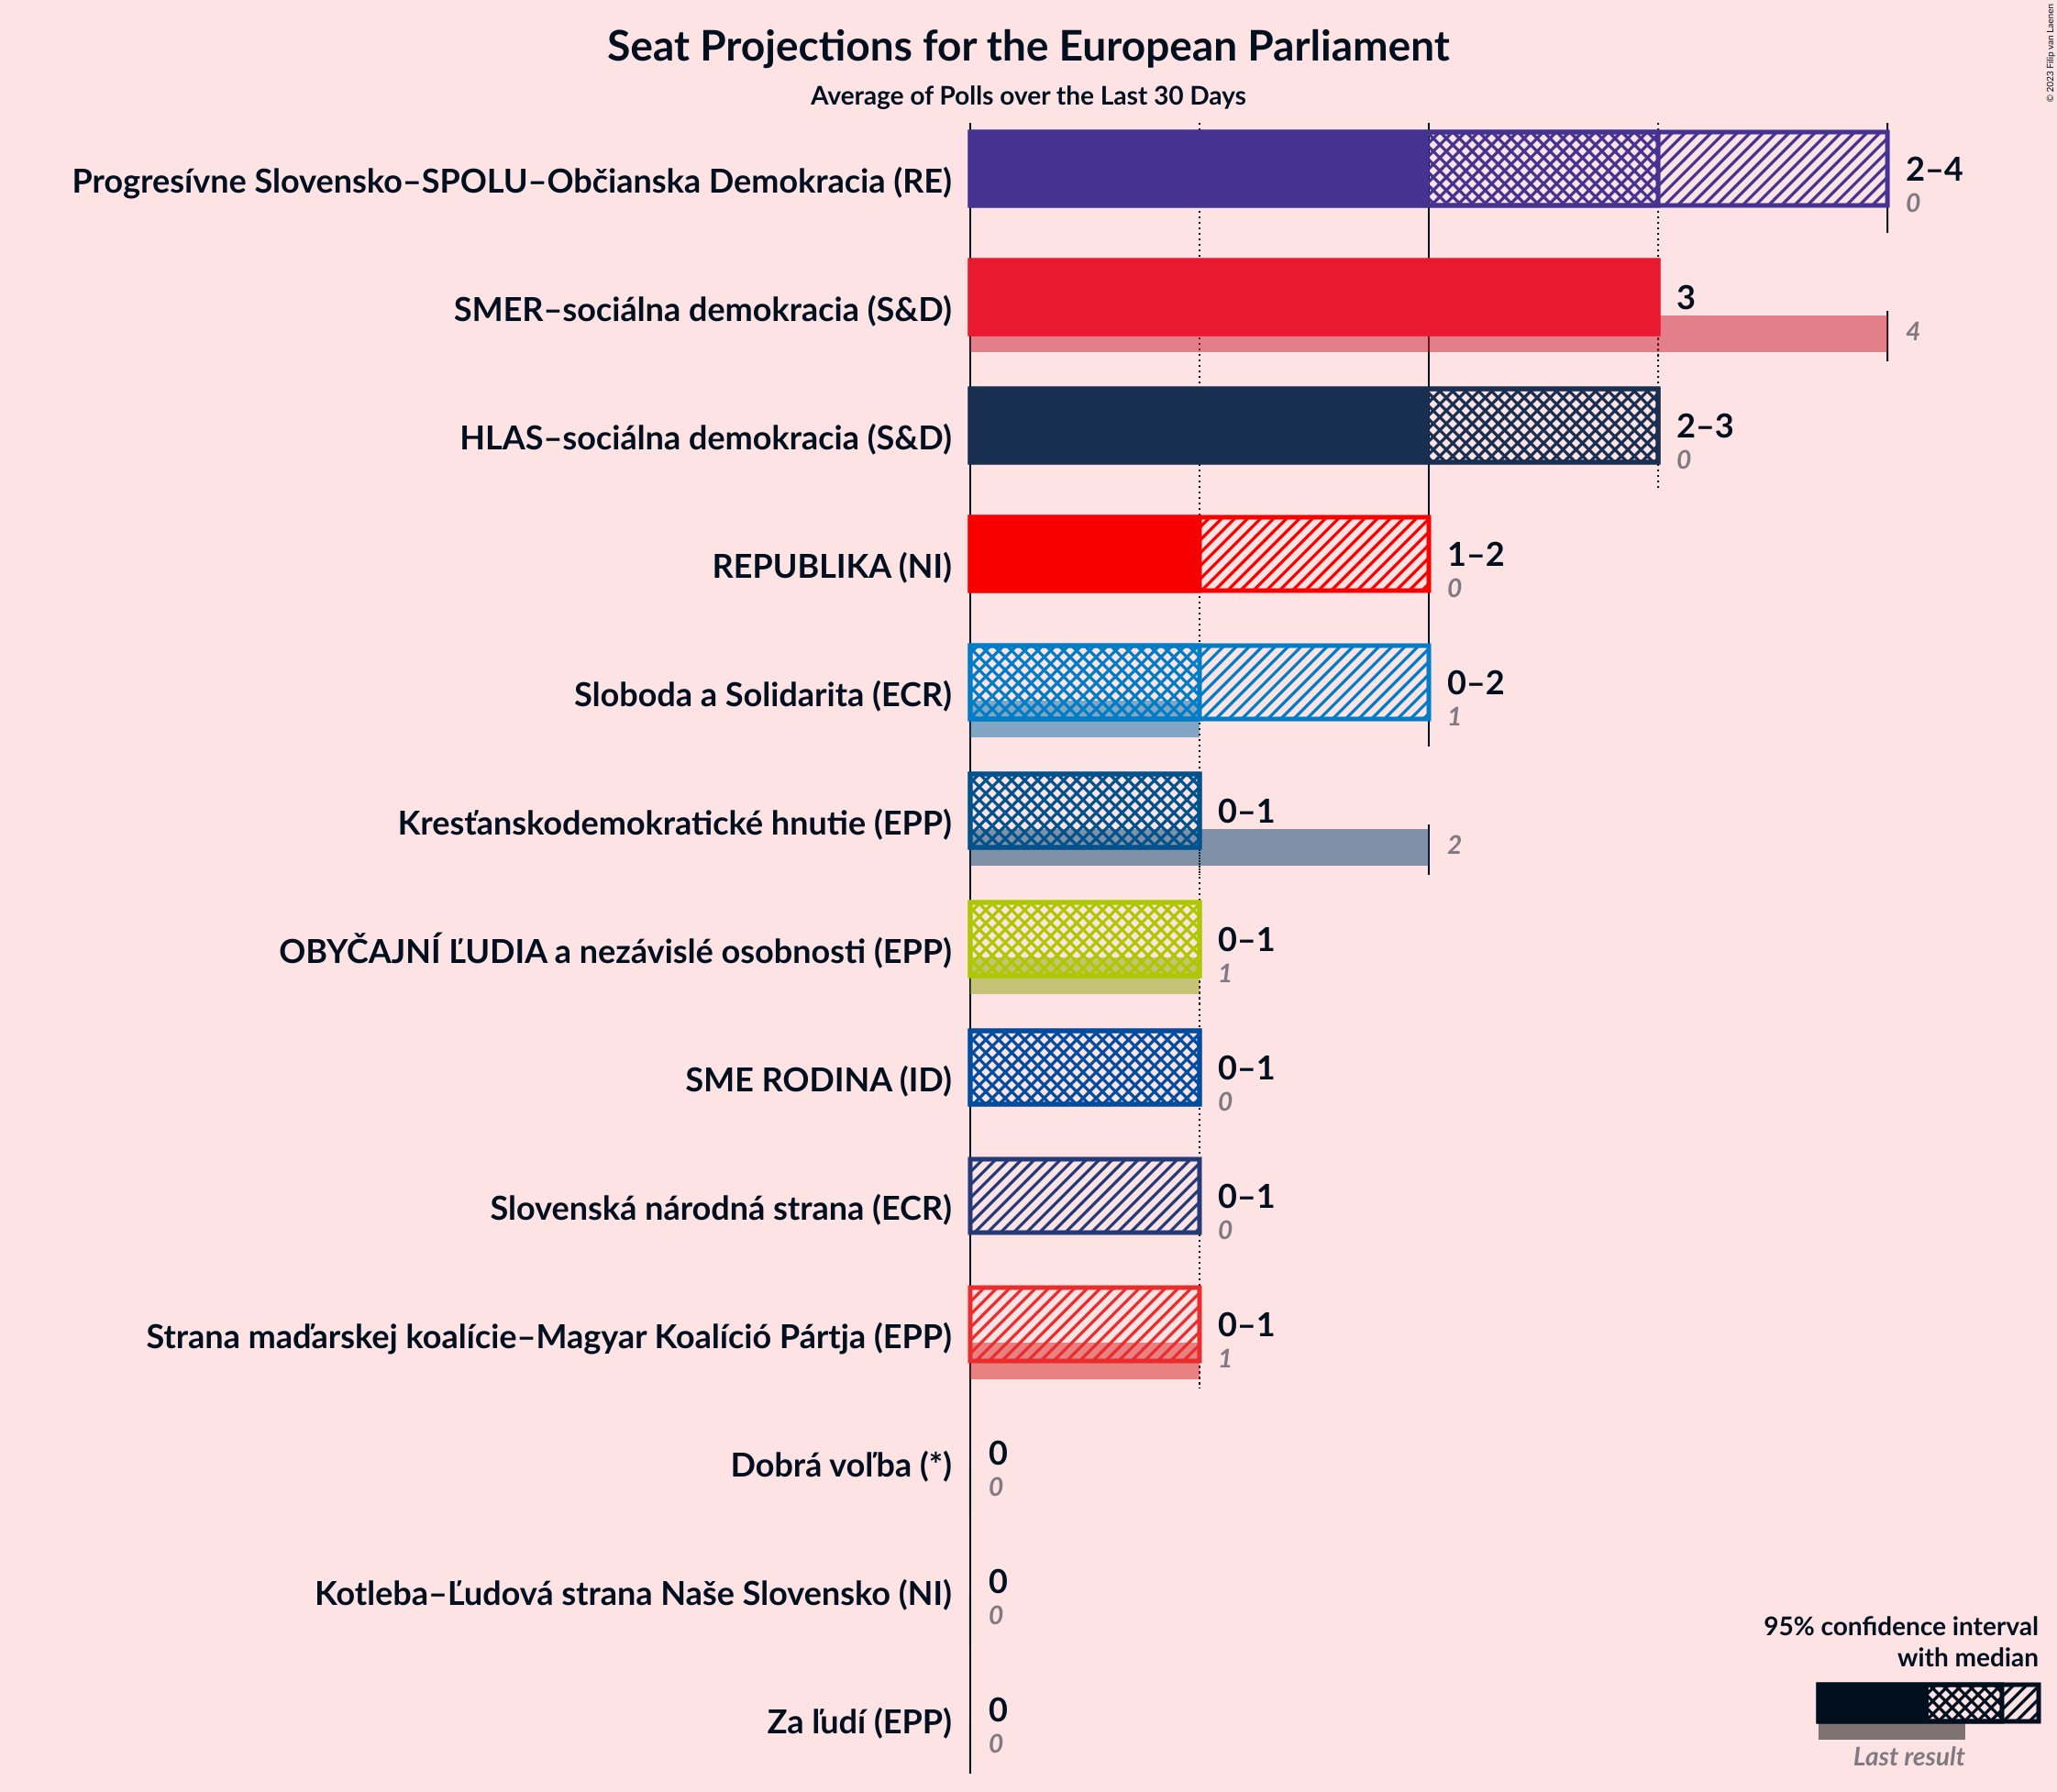 Seat Projections for the European Parliament
Average of Polls over the Last 30 Days
© 2023 Filip van Laenen
Progresívne Slovensko–SPOLU–Občianska Demokracia (RE)
2–4
0
SMER–sociálna demokracia (S&D)
3
4
HLAS–sociálna demokracia (S&D)
2–3
0
REPUBLIKA (NI)
1–2
0
Sloboda a Solidarita (ECR)
0–2
1
Kresťanskodemokratické hnutie (EPP)
0–1
2
OBYČAJNÍ ĽUDIA a nezávislé osobnosti (EPP)
0–1
1
SME RODINA (ID)
0–1
0
Slovenská národná strana (ECR)
0–1
0
Strana maďarskej koalície–Magyar Koalíció Pártja (EPP)
0–1
1
Dobrá voľba (*)
0
0
Kotleba–Ľudová strana Naše Slovensko (NI)
0
0
Za ľudí (EPP)
0
0
95% confidence interval
with median
Last result